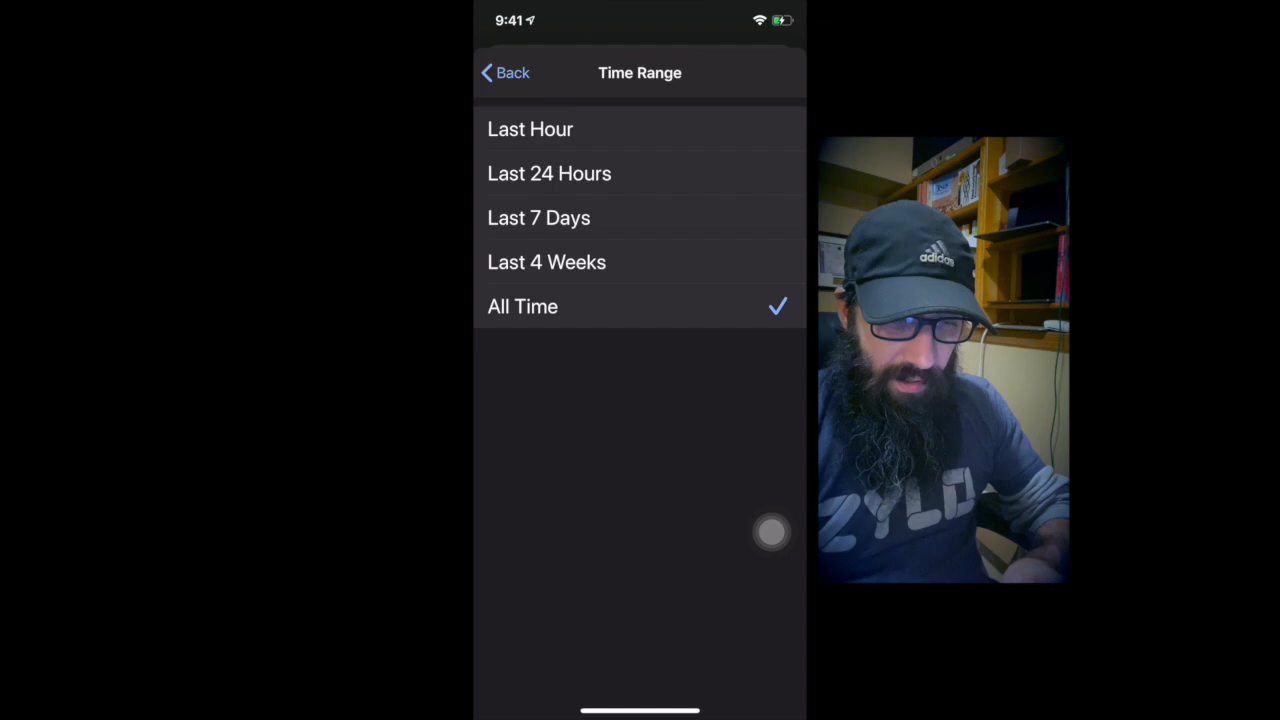 9:41
Back
Time Range
Last Hour
Last 24 Hours
Last 7 Days
Last 4 Weeks
All Time
adidas
ZYLO